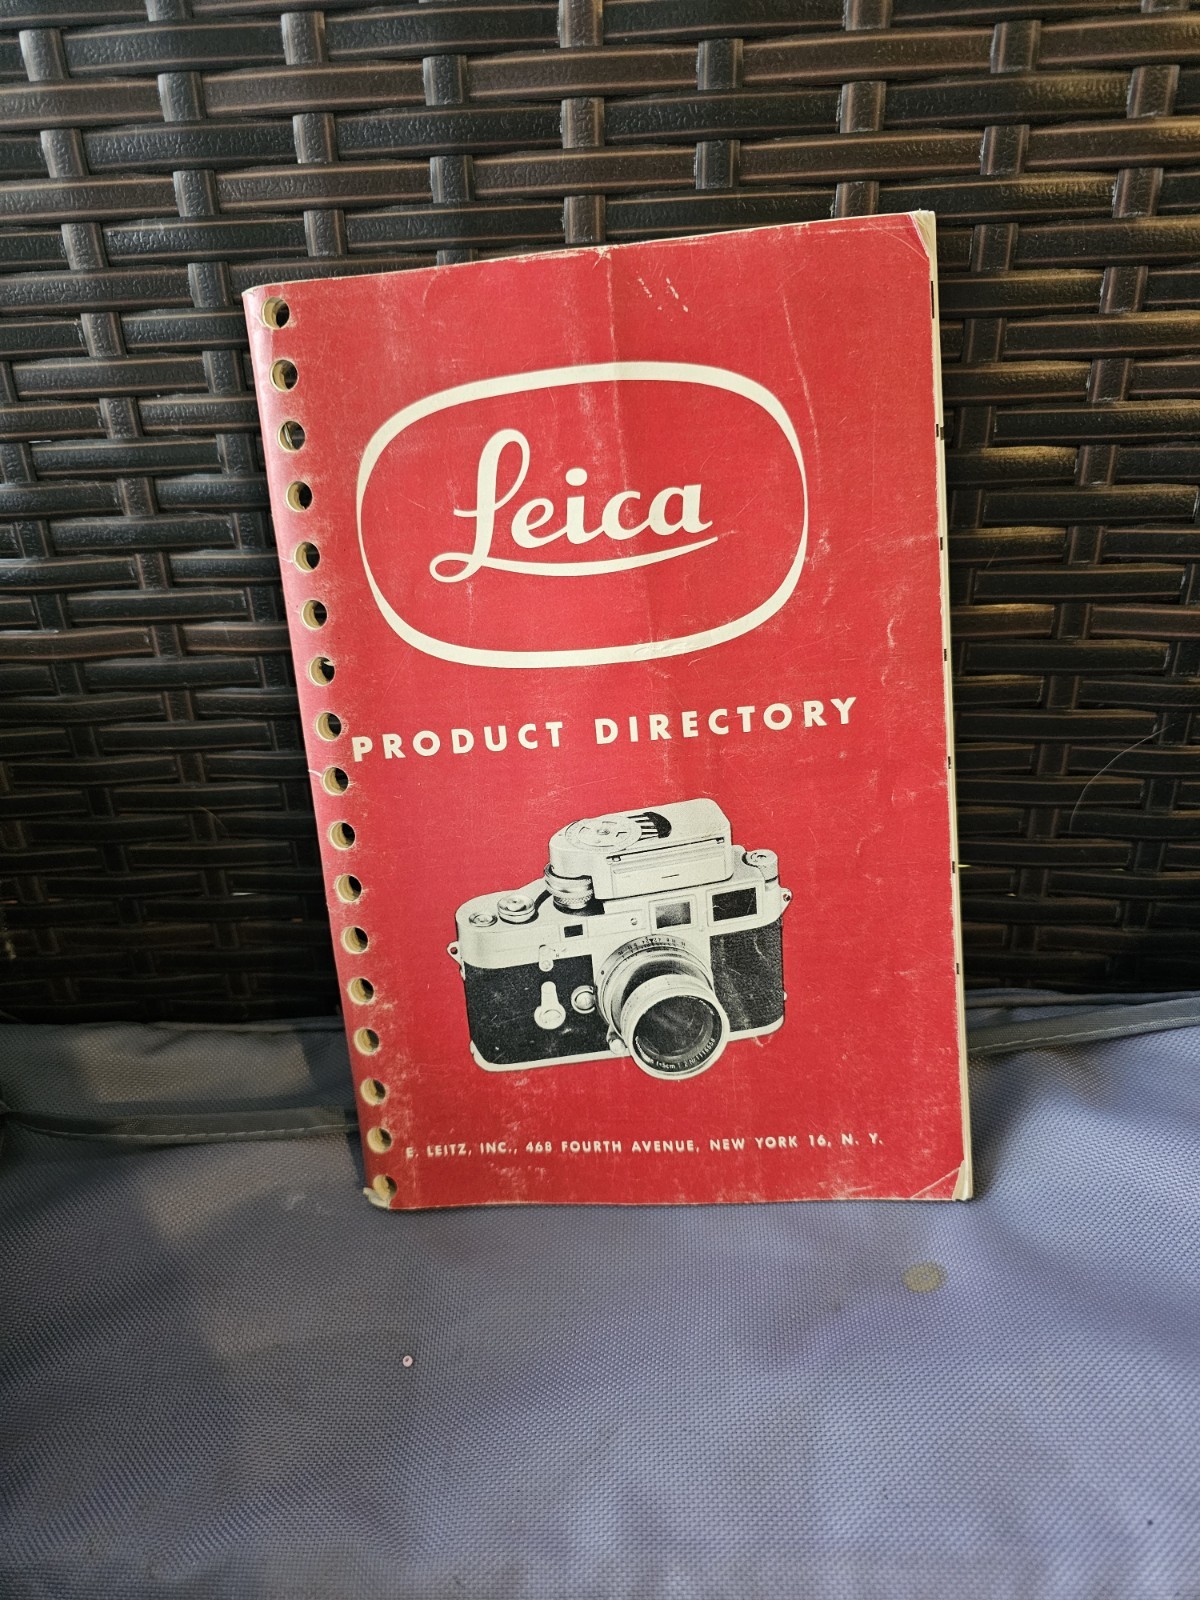 Leica
PRODUCT DIRECTORY
E. LEITZ, INC., 468 FOURTH AVENUE, NEW YORK 16, N. Y.